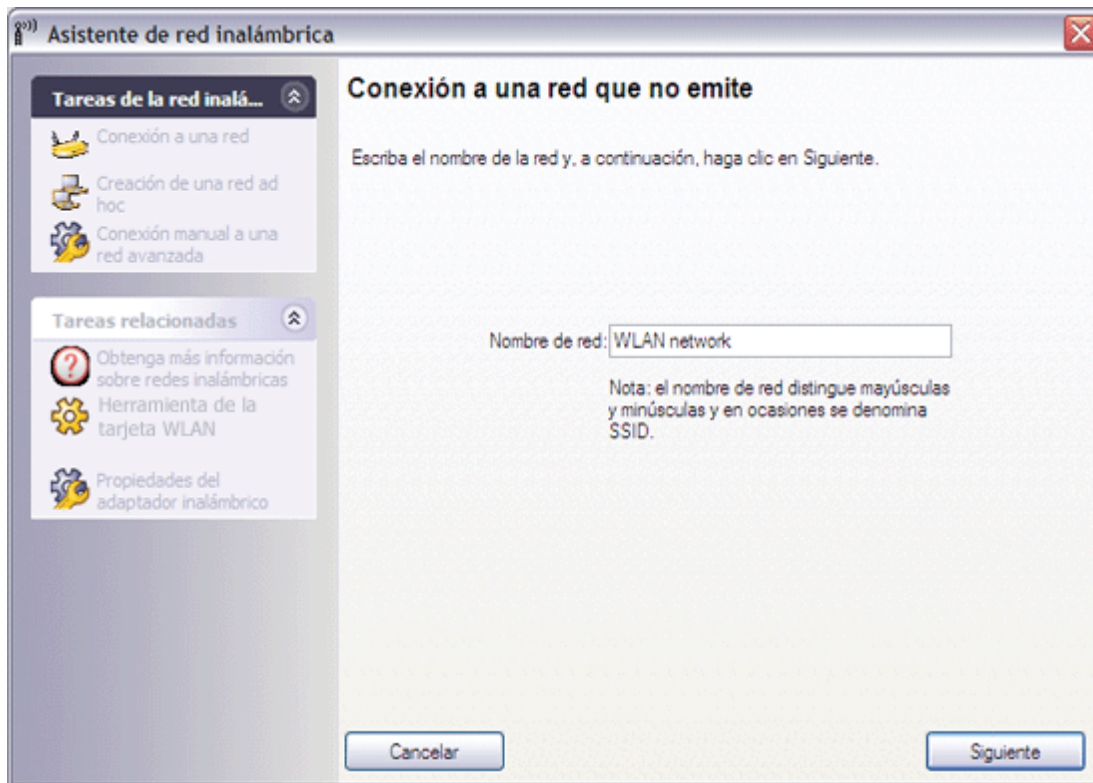 Asistente de red inalámbrica
Tareas de la red inalá...
Conexión a una red
Creación de una red ad
hoc
Conexión manual a una
red avanzada
Tareas relacionadas
Obtenga más información
sobre redes inalámbricas
Herramienta de la
tarjeta WLAN
Propiedades del
adaptador inalámbrico
Conexión a una red que no emite
Escriba el nombre de la red y, a continuación, haga clic en Siguiente.
Nombre de red: WLAN network
Nota: el nombre de red distingue mayúsculas
y minúsculas y en ocasiones se denomina
SSID.
Cancelar
Siguiente